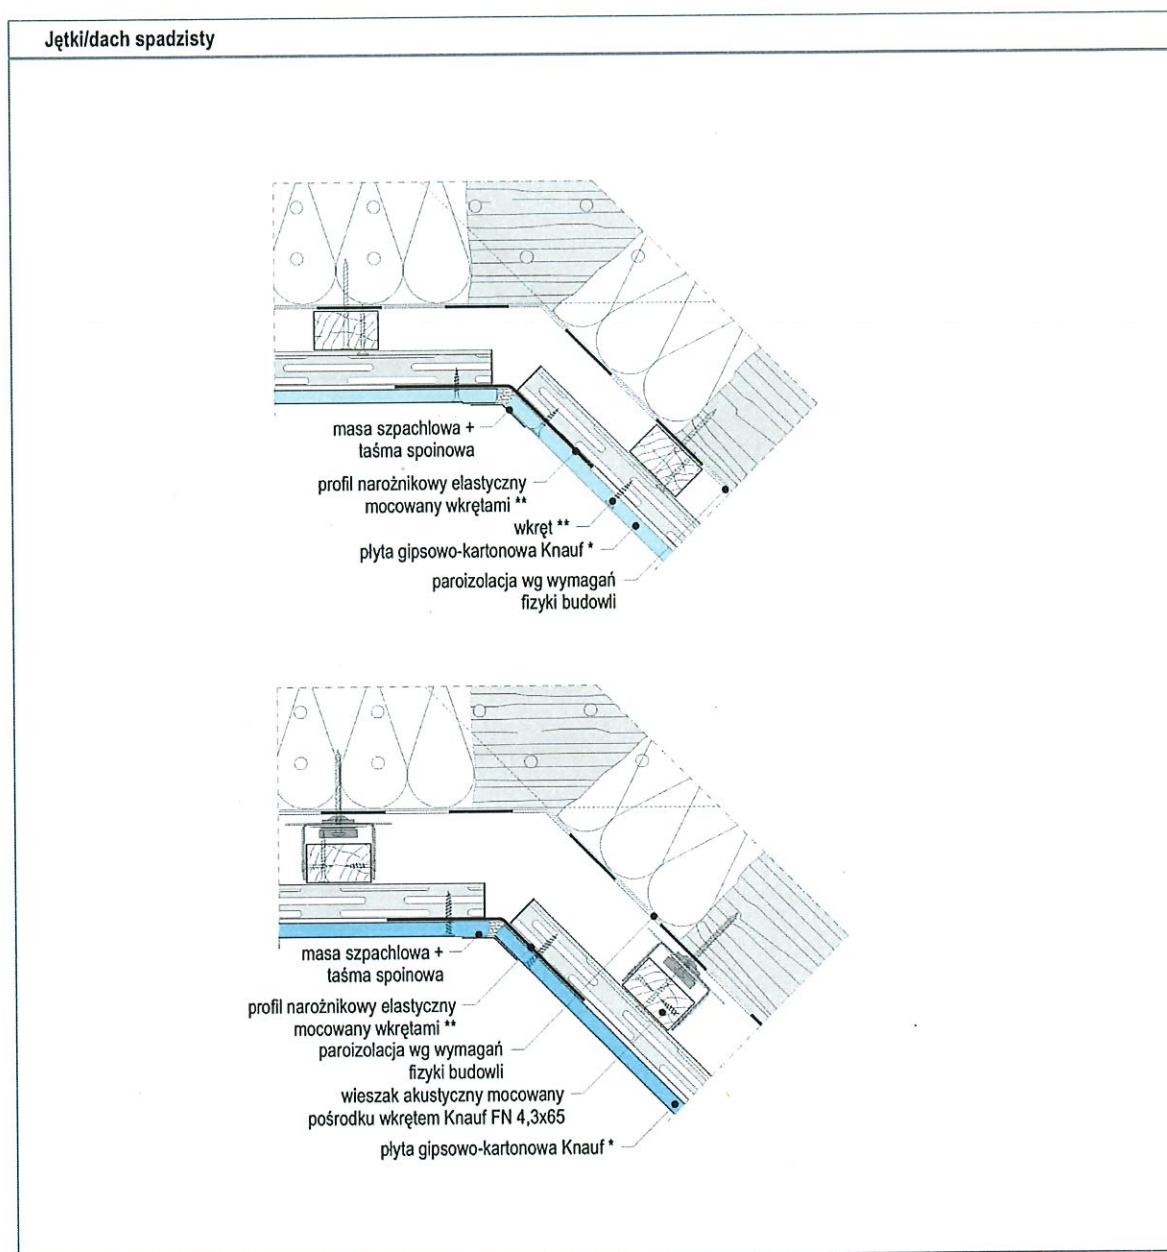 Jętki/dach spadzisty
masa szpachlowa +
taśma spoinowa
profil narożnikowy elastyczny
mocowany wkrętami **
wkręt **
płyta gipsowo-kartonowa Knauf *
paroizolacja wg wymagań
fizyki budowli
masa szpachlowa +
taśma spoinowa
profil narożnikowy elastyczny
mocowany wkrętami **
paroizolacja wg wymagań
fizyki budowli
wieszak akustyczny mocowany
pośrodku wkrętem Knauf FN 4,3x65
płyta gipsowo-kartonowa Knauf *